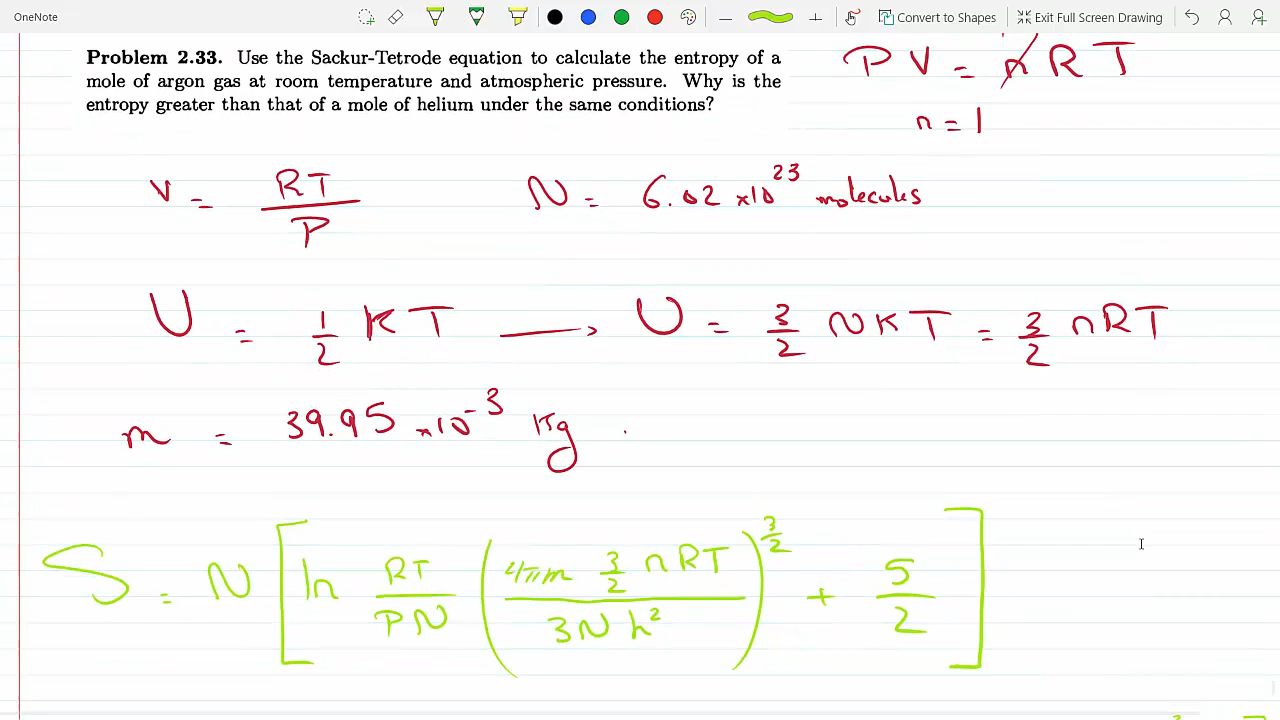 OneNote
Convert to Shapes
Exit Full Screen Drawing
Problem 2.33. Use the Sackur-Tetrode equation to calculate the entropy of a
mole of argon gas at room temperature and atmospheric pressure. Why is the
entropy greater than that of a mole of helium under the same conditions?
PV = nRT
n = 1
V = RT/P
N = 6.02 × 10^23 molecules
U = 1/2 KT → U = 3/2 NKT = 3/2 nRT
m = 39.95 × 10^-3 Kg .
S = N [ ln RT/PN ( 4πm 3/2 nRT / 3Nh² )^3/2 + 5/2 ]